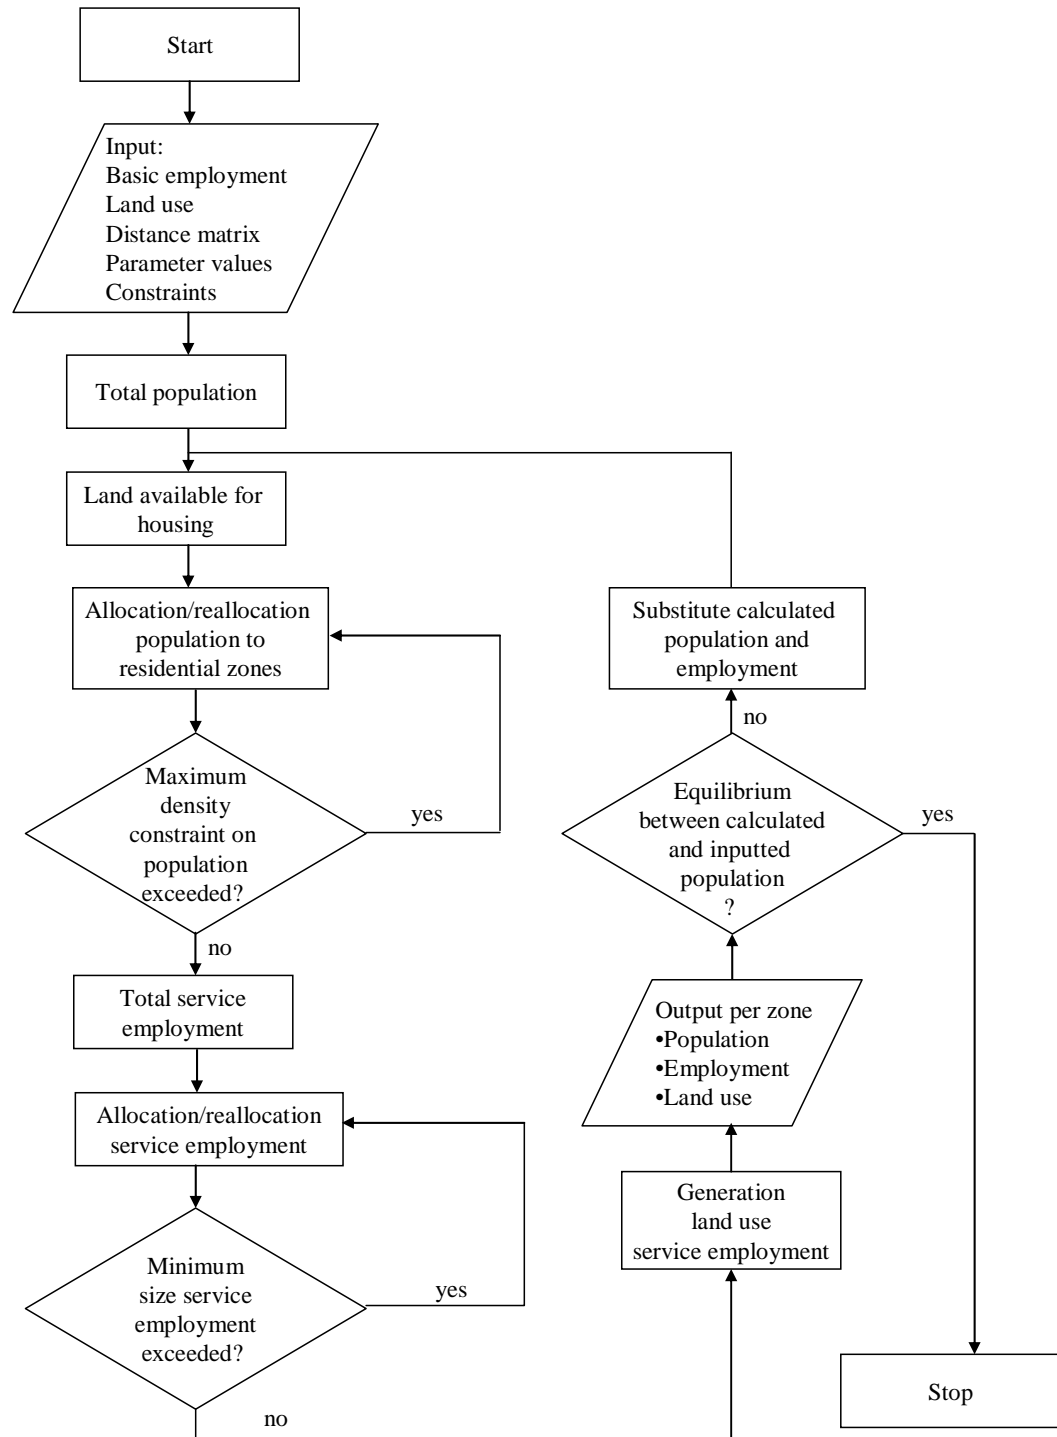 Start
Input:
Basic employment
Land use
Distance matrix
Parameter values
Constraints
Total population
Land available for
housing
Allocation/reallocation
population to
residential zones
Maximum
density
constraint on
population
exceeded?
yes
no
Total service
employment
Allocation/reallocation
service employment
Minimum
size service
employment
exceeded?
yes
no
Substitute calculated
population and
employment
no
Equilibrium
between calculated
and inputted
population
?
yes
Output per zone
•Population
•Employment
•Land use
Generation
land use
service employment
Stop